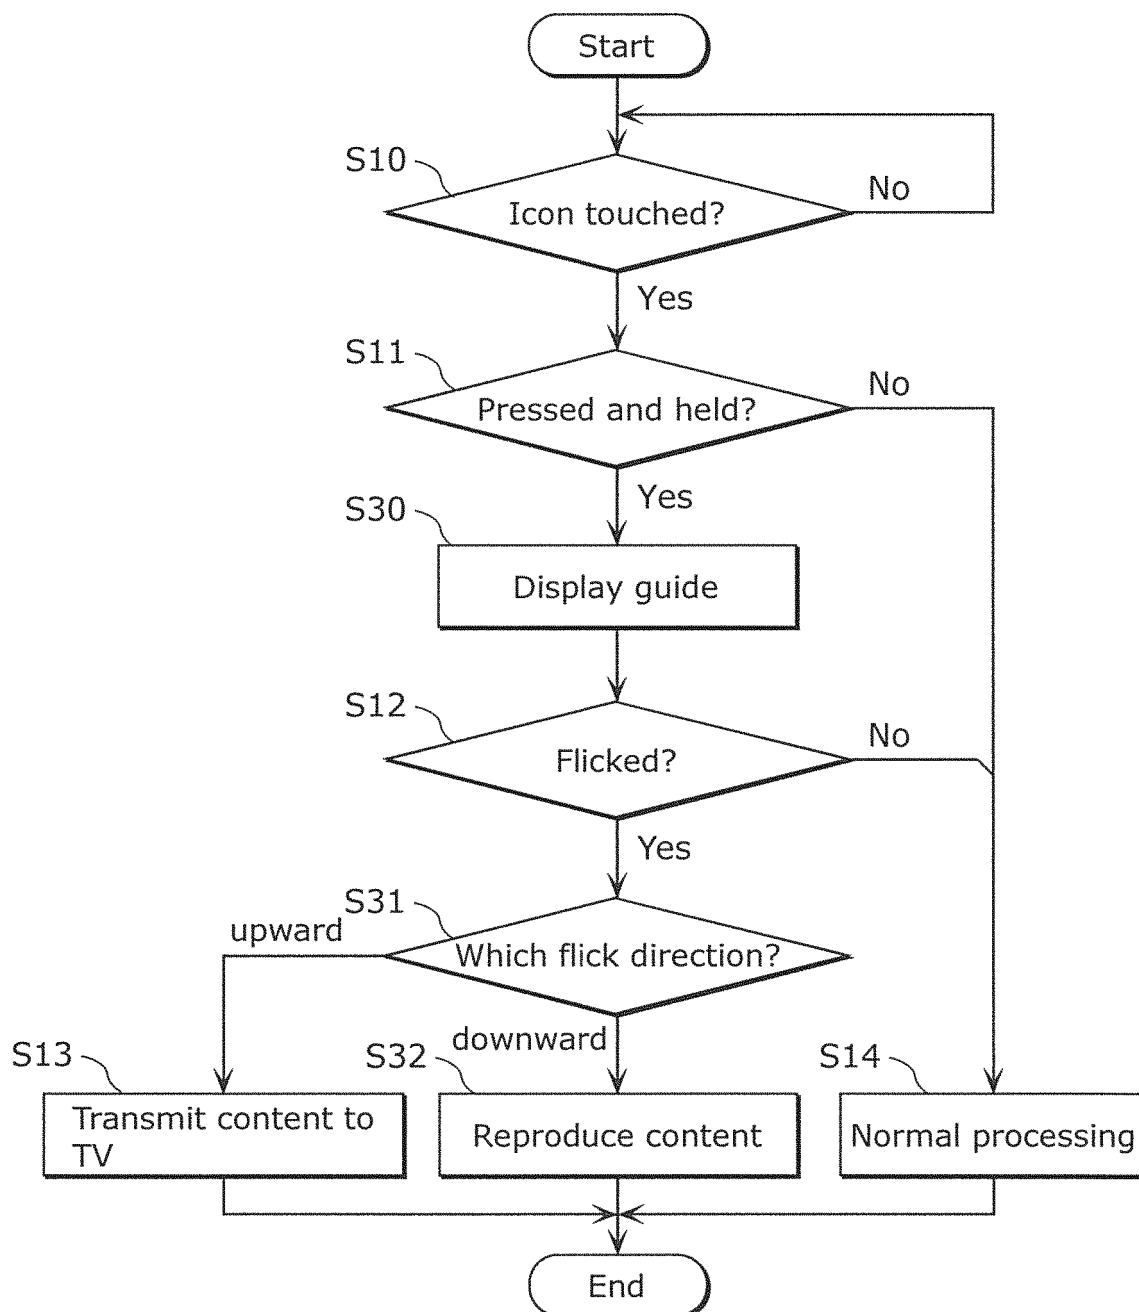 Start
S10
Icon touched?
No
Yes
S11
Pressed and held?
No
Yes
S30
Display guide
S12
Flicked?
No
Yes
S31
upward
Which flick direction?
downward
S13
Transmit content to
TV
S32
Reproduce content
S14
Normal processing
End